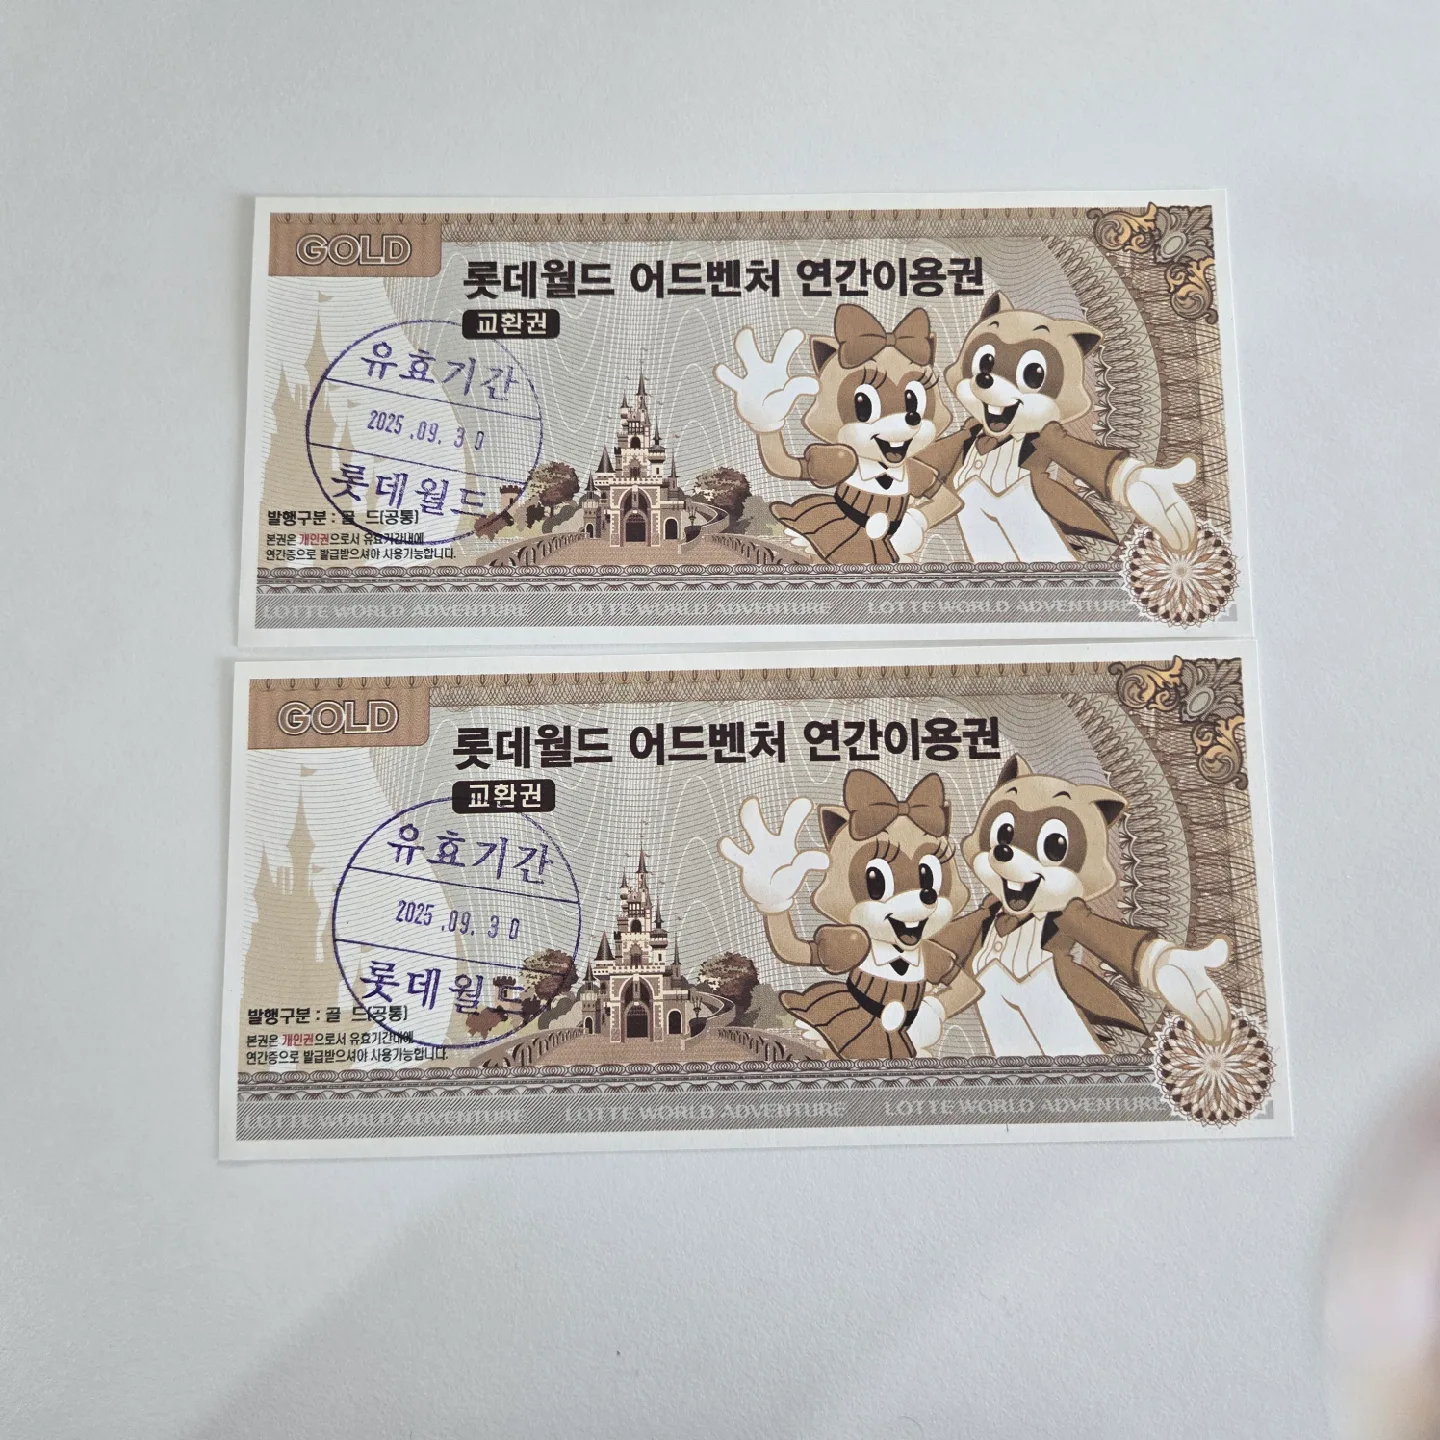 GOLD
롯데월드 어드벤처 연간이용권
교환권
유효기간
2025.09.30
롯데월드
발행구분 : 골 드(공통)
본권은 개인권으로서 유효기간내에
연간증으로 발급받으셔야 사용가능합니다.
LOTTE WORLD ADVENTURE LOTTE WORLD ADVENTURE OTTE WORLD ADVENTURE
GOLD
롯데월드 어드벤처 연간이용권
교환권
유효기간
2025.09.30
롯데월드
발행구분 : 골 드(공통)
본권은 개인권으로서 유효기간내에
연간증으로 발급받으셔야 사용가능합니다.
LOTTE WORLD ADVENTURE LOTTE WORLD ADVENTURE LOTTE WORLD ADVENTURE